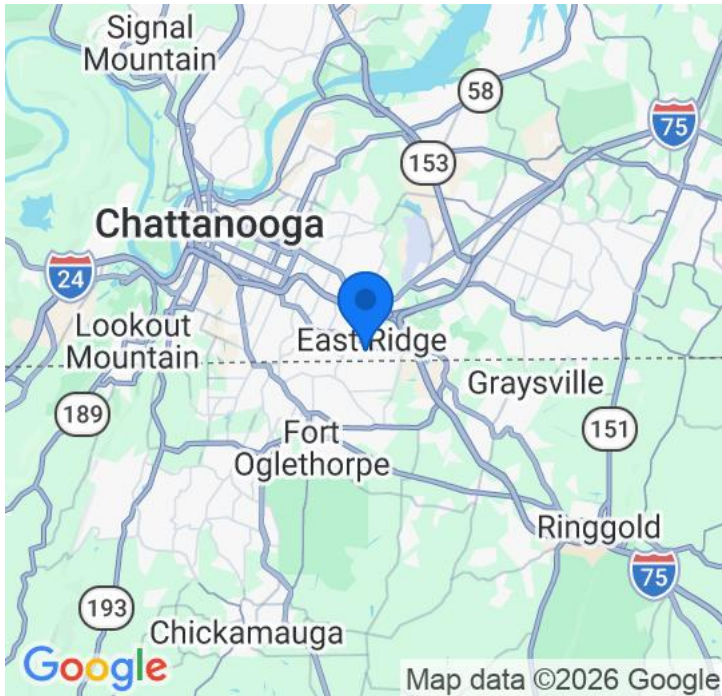 Signal
Mountain
58
75
153
Chattanooga
24
East Ridge
Lookout
Mountain
Graysville
189
151
Fort
Oglethorpe
Ringgold
75
193
Chickamauga
Google
Map data ©2026 Google